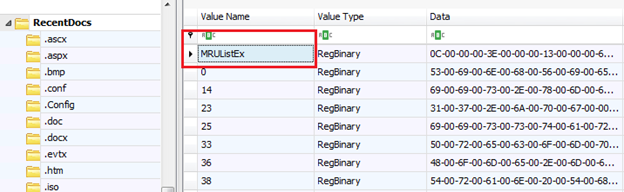 RecentDocs
.ascx
.aspx
.bmp
.conf
.Config
.doc
.docx
.evtx
.htm
.iso
Value Name Value Type Data
MRUListEx RegBinary 0C-00-00-00-3E-00-00-00-13-00-00-00-6...
0 RegBinary 53-00-69-00-6E-00-68-00-56-00-69-00-65...
14 RegBinary 69-00-69-00-73-00-2E-00-78-00-6D-00-6...
23 RegBinary 31-00-37-00-2E-00-6A-00-70-00-67-00-00...
25 RegBinary 69-00-69-00-73-00-73-00-74-00-61-00-72...
33 RegBinary 50-00-72-00-65-00-63-00-6F-00-6D-00-70...
36 RegBinary 48-00-6F-00-6D-00-65-00-2E-00-6D-00-6...
38 RegBinary 54-00-72-00-61-00-6E-00-20-00-54-00-68...